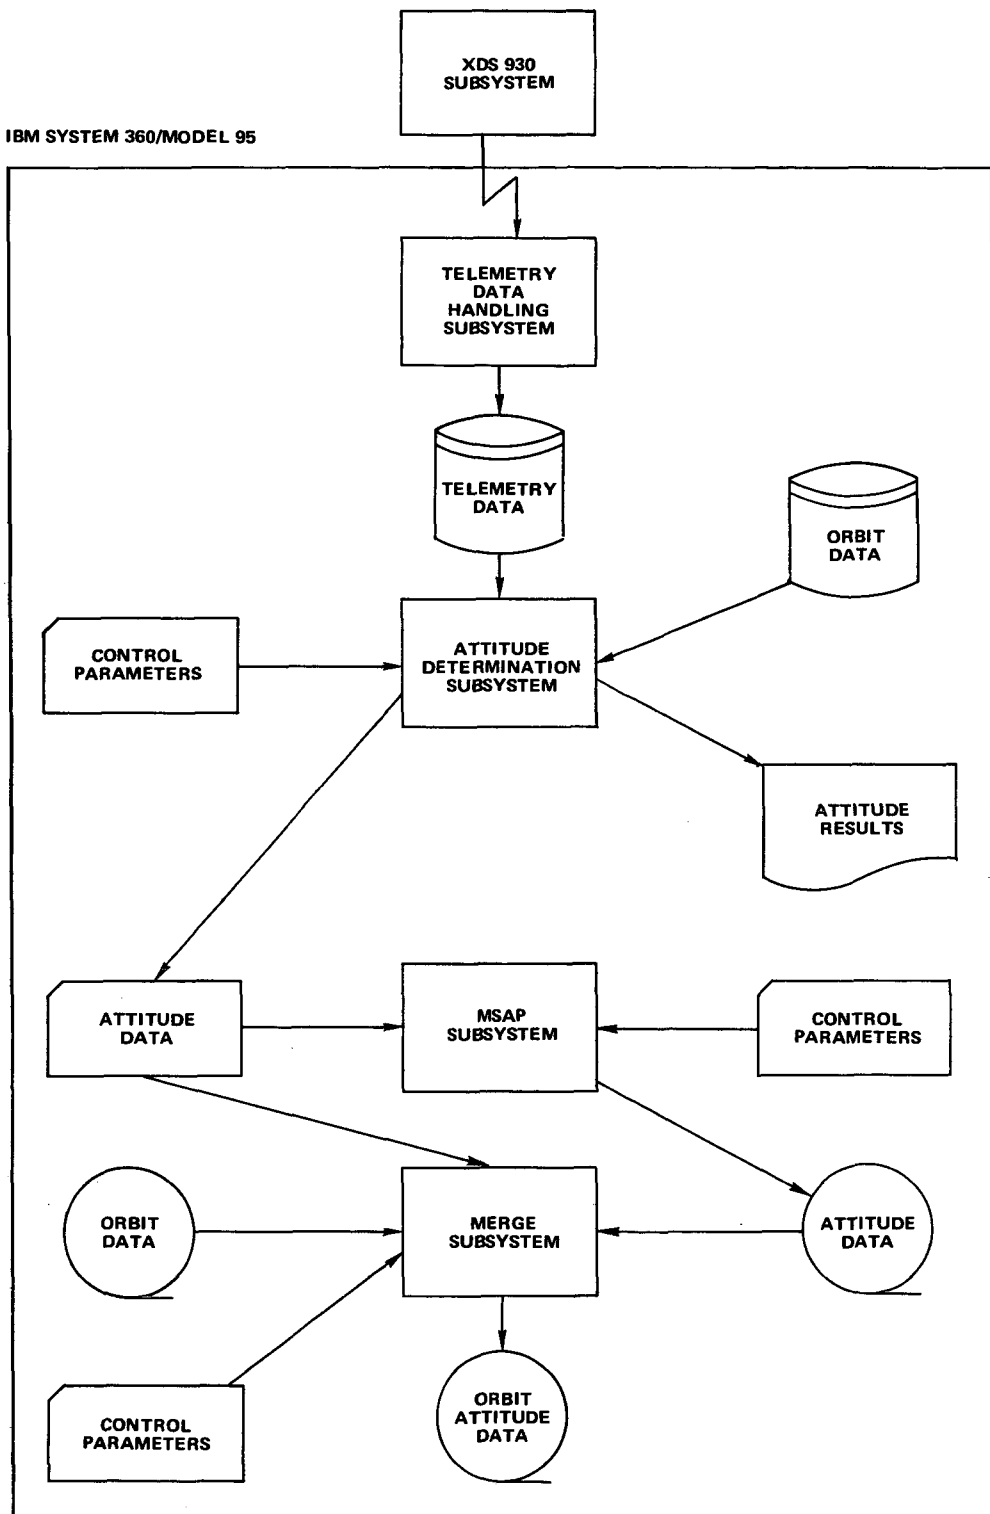 XDS 930
SUBSYSTEM
IBM SYSTEM 360/MODEL 95
TELEMETRY
DATA
HANDLING
SUBSYSTEM
TELEMETRY
DATA
ORBIT
DATA
CONTROL
PARAMETERS
ATTITUDE
DETERMINATION
SUBSYSTEM
ATTITUDE
RESULTS
ATTITUDE
DATA
MSAP
SUBSYSTEM
CONTROL
PARAMETERS
ORBIT
DATA
MERGE
SUBSYSTEM
ATTITUDE
DATA
CONTROL
PARAMETERS
ORBIT
ATTITUDE
DATA